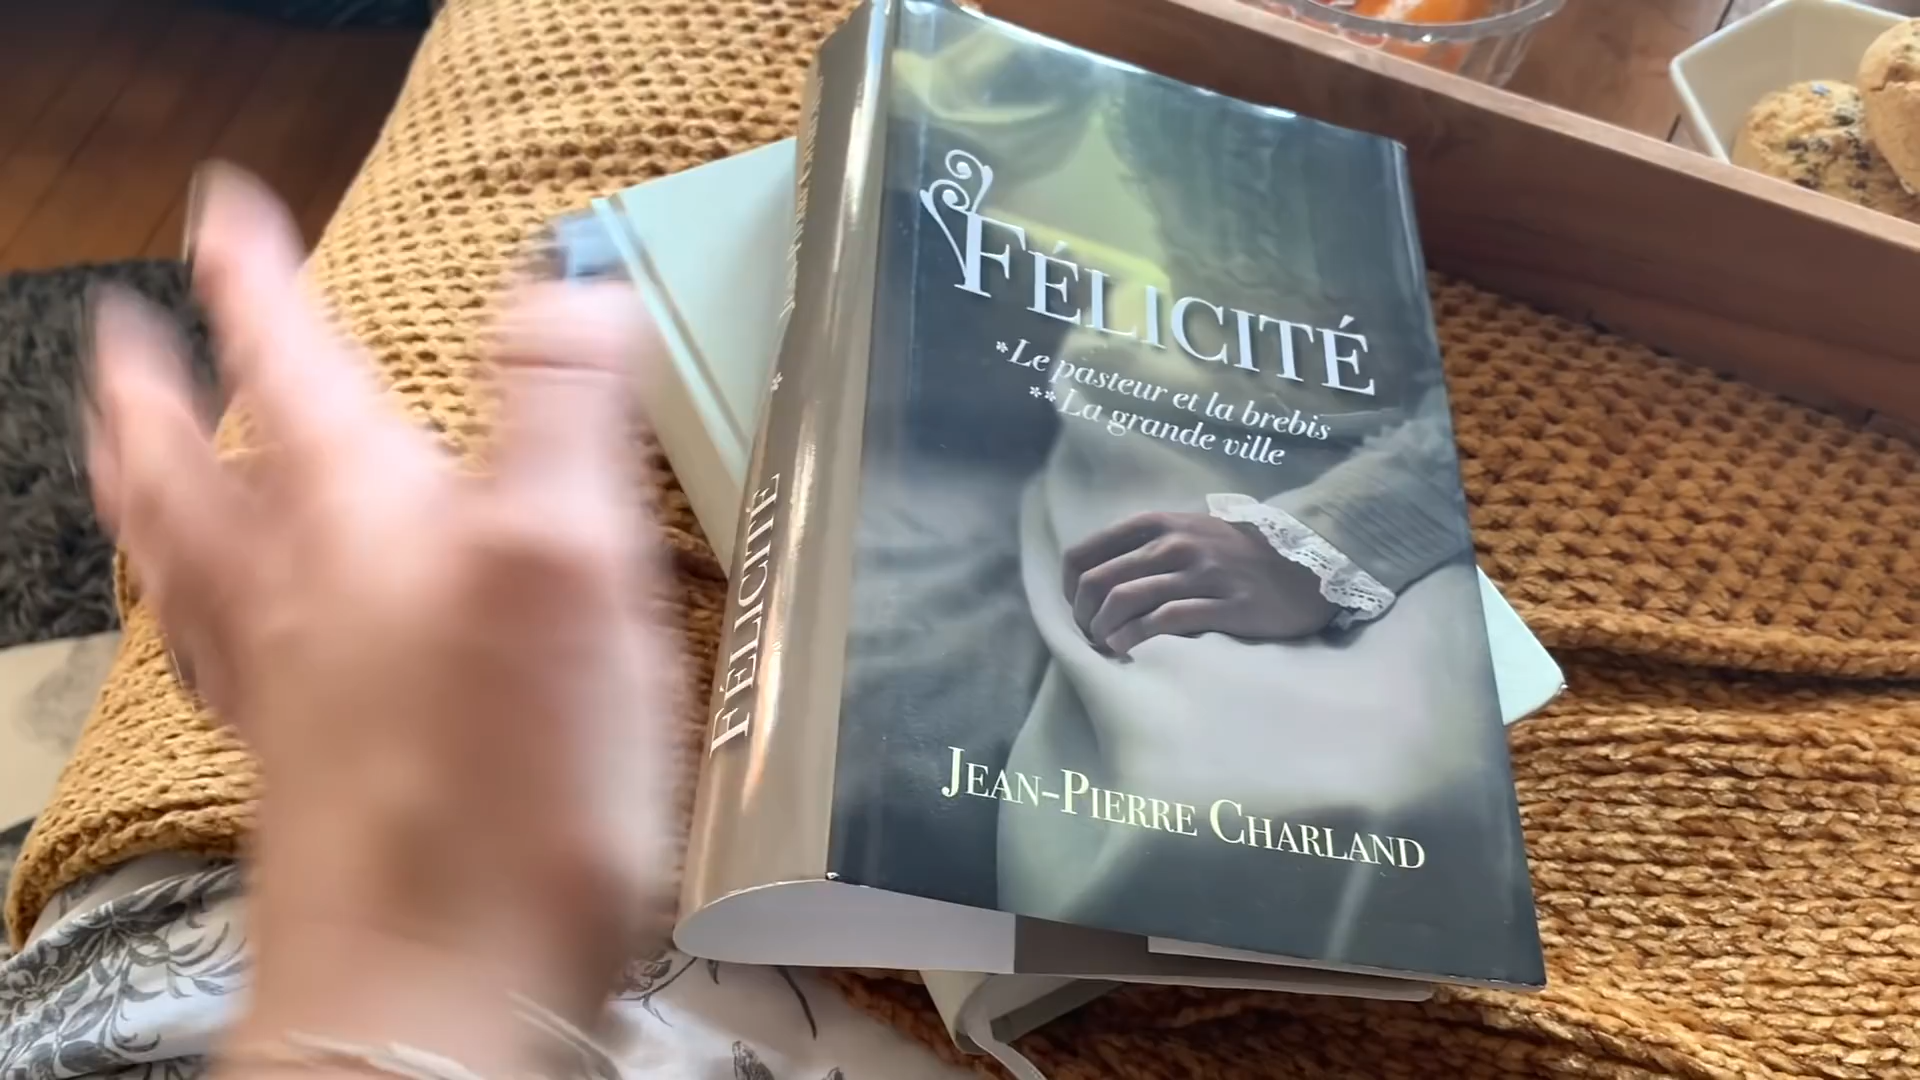 FÉLICITÉ
*Le pasteur et la brebis
**La grande ville
JEAN-PIERRE CHARLAND
FÉLICITÉ
*